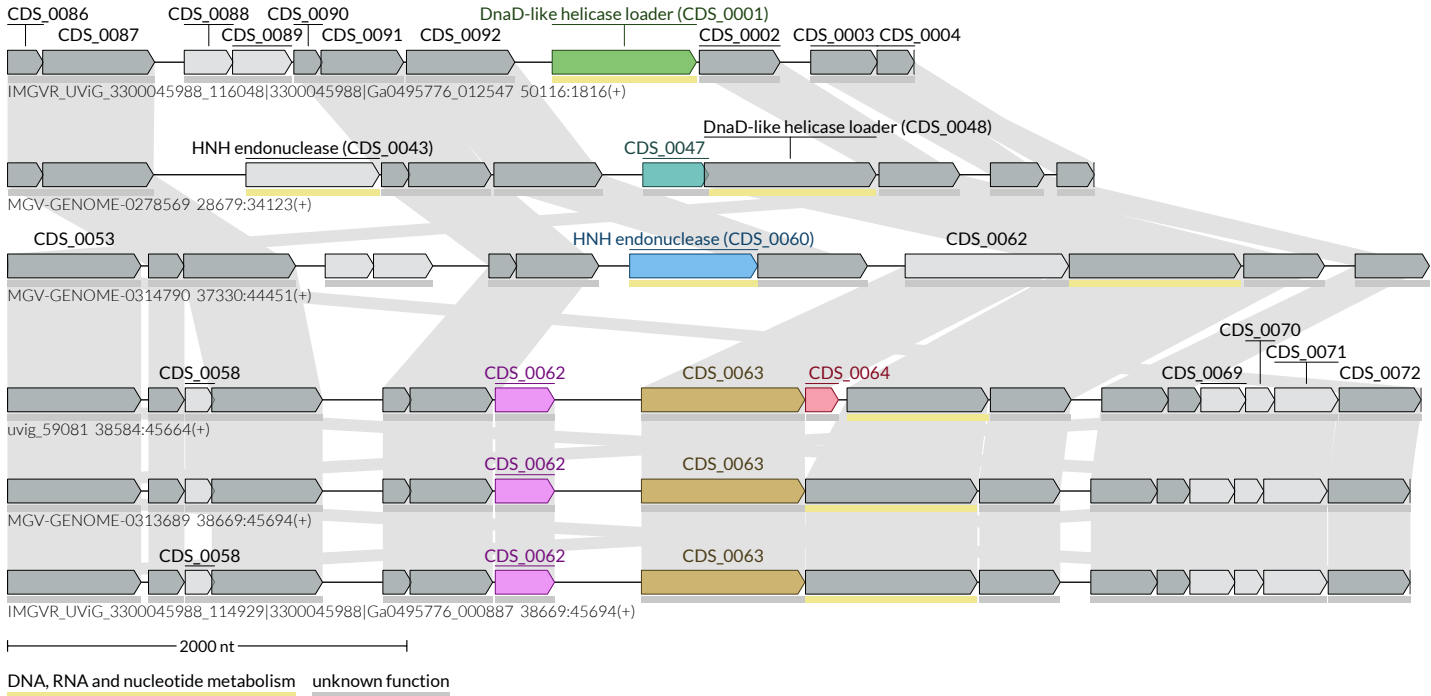 CDS_0086 CDS_0088 CDS_0090 DnaD-like helicase loader (CDS_0001)
CDS_0087 CDS_0089 CDS_0091 CDS_0092 CDS_0002 CDS_0003 CDS_0004
IMGVR_UViG_3300045988_116048|3300045988|Ga0495776_012547 50116:1816(+)
DnaD-like helicase loader (CDS_0048)
HNH endonuclease (CDS_0043) CDS_0047
MGV-GENOME-0278569 28679:34123(+)
CDS_0053 HNH endonuclease (CDS_0060) CDS_0062
MGV-GENOME-0314790 37330:44451(+)
CDS_0070
CDS_0071
CDS_0058 CDS_0062 CDS_0063 CDS_0064 CDS_0069 CDS_0072
uvig_59081 38584:45664(+)
CDS_0062 CDS_0063
MGV-GENOME-0313689 38669:45694(+)
CDS_0058 CDS_0062 CDS_0063
IMGVR_UViG_3300045988_114929|3300045988|Ga0495776_000887 38669:45694(+)
2000 nt
DNA, RNA and nucleotide metabolism unknown function